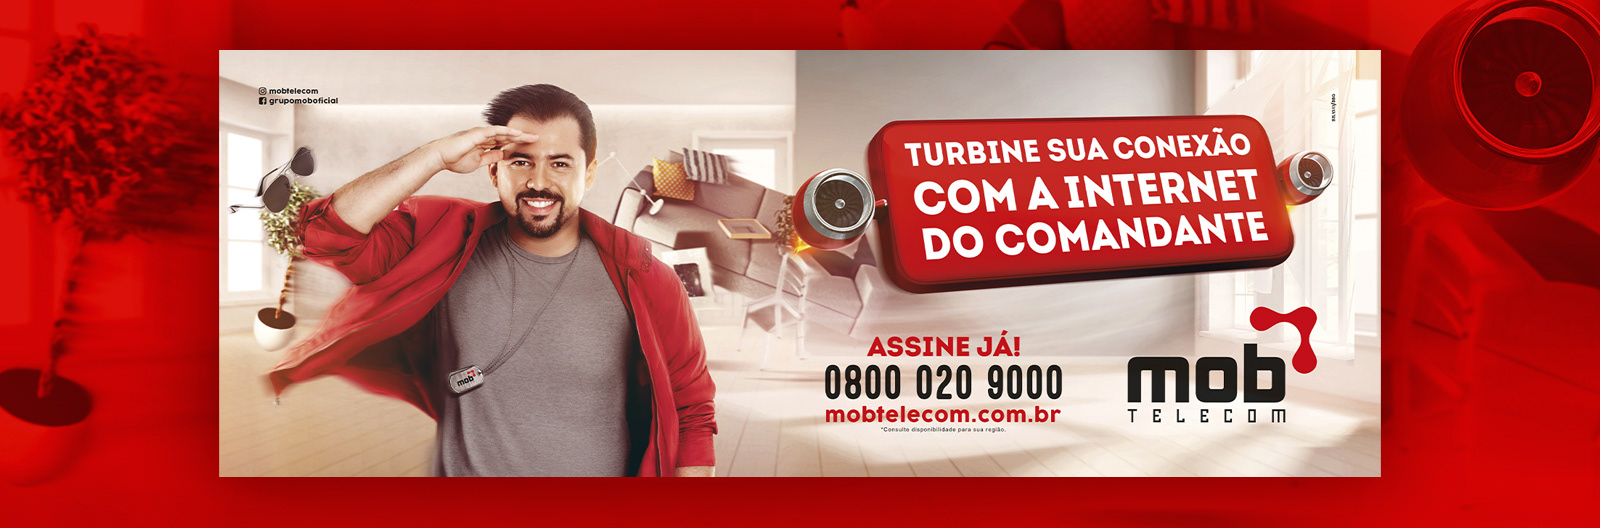 mobtelecom
grupomoboficial
TURBINE SUA CONEXÃO
COM A INTERNET
DO COMANDANTE
ASSINE JÁ!
0800 020 9000
mobtelecom.com.br
*Consulte disponibilidade para sua região.
mob
TELECOM
mob